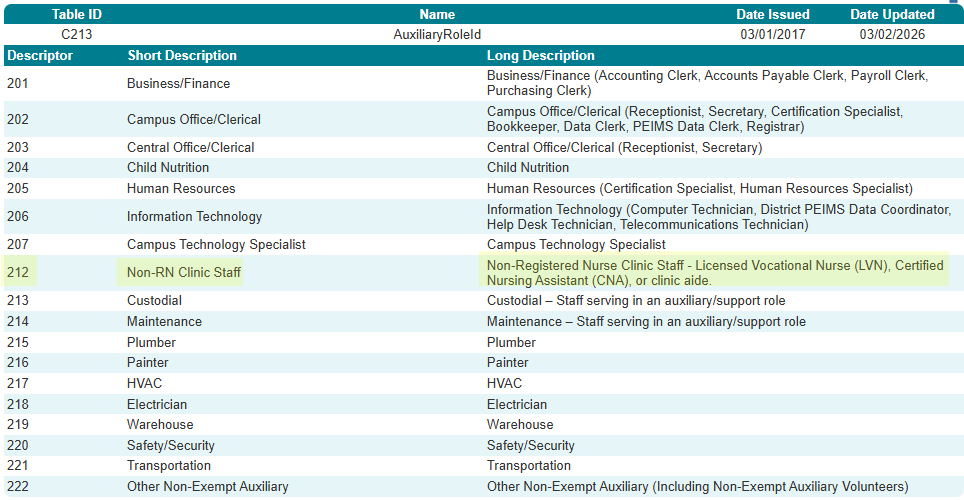 Table ID Name Date Issued Date Updated
C213 AuxiliaryRoleId 03/01/2017 03/02/2026
Descriptor Short Description Long Description
201 Business/Finance Business/Finance (Accounting Clerk, Accounts Payable Clerk, Payroll Clerk,
Purchasing Clerk)
202 Campus Office/Clerical Campus Office/Clerical (Receptionist, Secretary, Certification Specialist,
Bookkeeper, Data Clerk, PEIMS Data Clerk, Registrar)
203 Central Office/Clerical Central Office/Clerical (Receptionist, Secretary)
204 Child Nutrition Child Nutrition
205 Human Resources Human Resources (Certification Specialist, Human Resources Specialist)
206 Information Technology Information Technology (Computer Technician, District PEIMS Data Coordinator,
Help Desk Technician, Telecommunications Technician)
207 Campus Technology Specialist Campus Technology Specialist
212 Non-RN Clinic Staff Non-Registered Nurse Clinic Staff - Licensed Vocational Nurse (LVN), Certified
Nursing Assistant (CNA), or clinic aide.
213 Custodial Custodial – Staff serving in an auxiliary/support role
214 Maintenance Maintenance – Staff serving in an auxiliary/support role
215 Plumber Plumber
216 Painter Painter
217 HVAC HVAC
218 Electrician Electrician
219 Warehouse Warehouse
220 Safety/Security Safety/Security
221 Transportation Transportation
222 Other Non-Exempt Auxiliary Other Non-Exempt Auxiliary (Including Non-Exempt Auxiliary Volunteers)